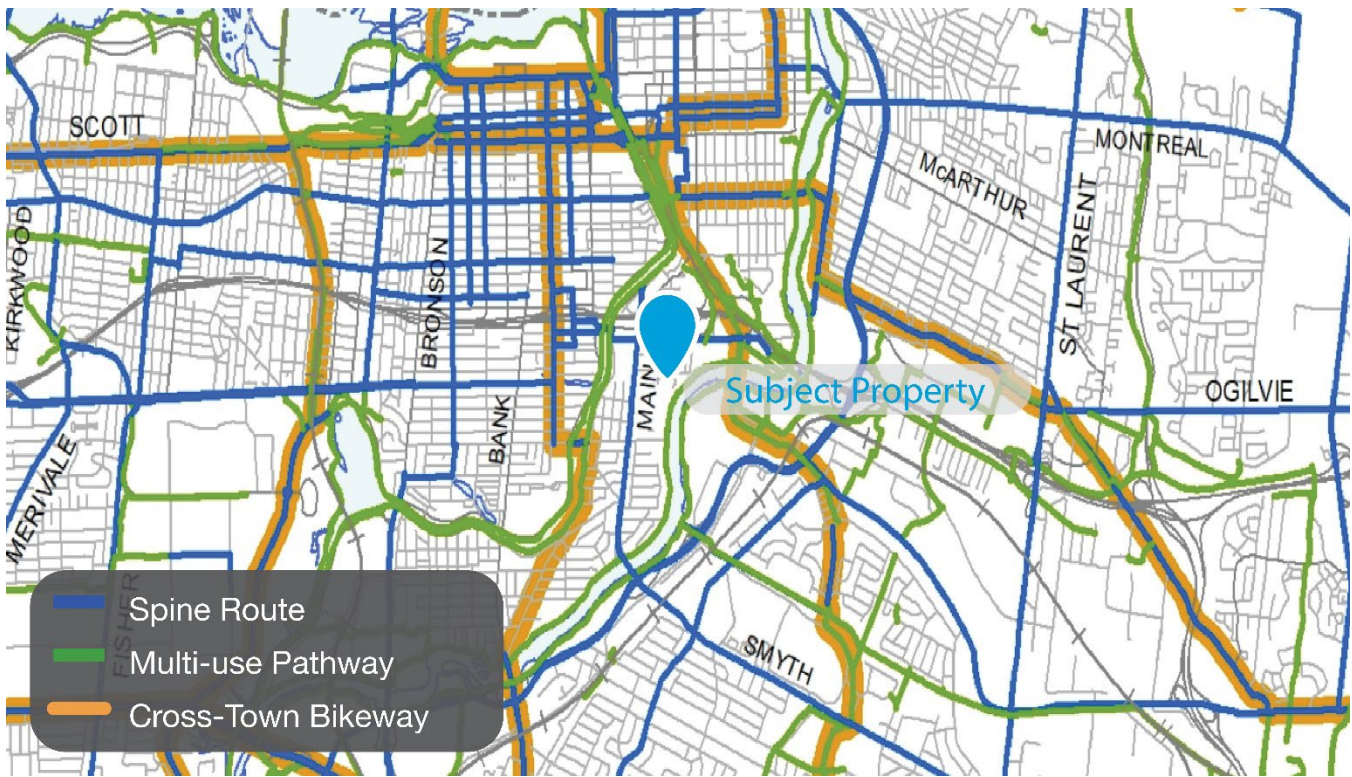 SCOTT
MONTREAL
McARTHUR
ST LAURENT
KIRKWOOD
BRONSON
MAIN
Subject Property
OGILVIE
BANK
MERIVALE
FISHER
Spine Route
Multi-use Pathway
Cross-Town Bikeway
SMYTH